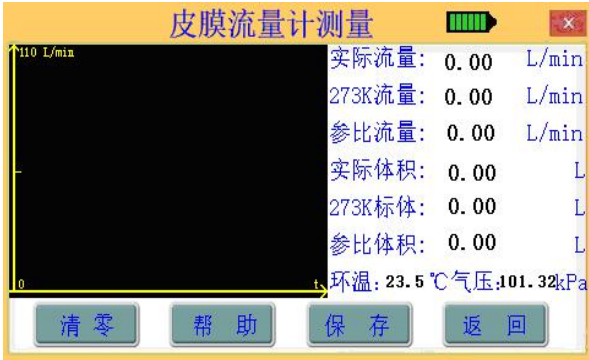 皮膜流量计测量
110 L/min
实际流量: 0.00 L/min
273K流量: 0.00 L/min
参比流量: 0.00 L/min
实际体积: 0.00 L
273K标体: 0.00 L
参比体积: 0.00 L
0 t
环温: 23.5 ℃ 气压:101.32kPa
清零 帮助 保存 返回